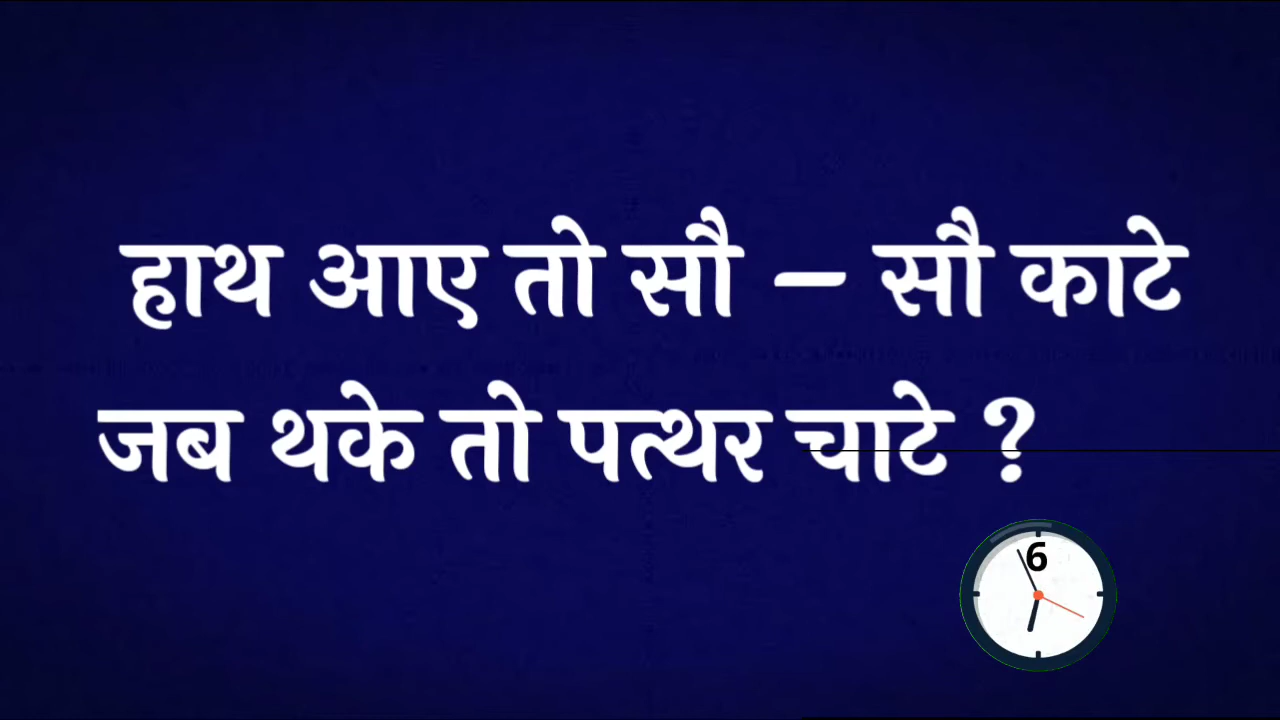 हाथ आए तो सौ – सौ काटे
जब थके तो पत्थर चाटे ?
6